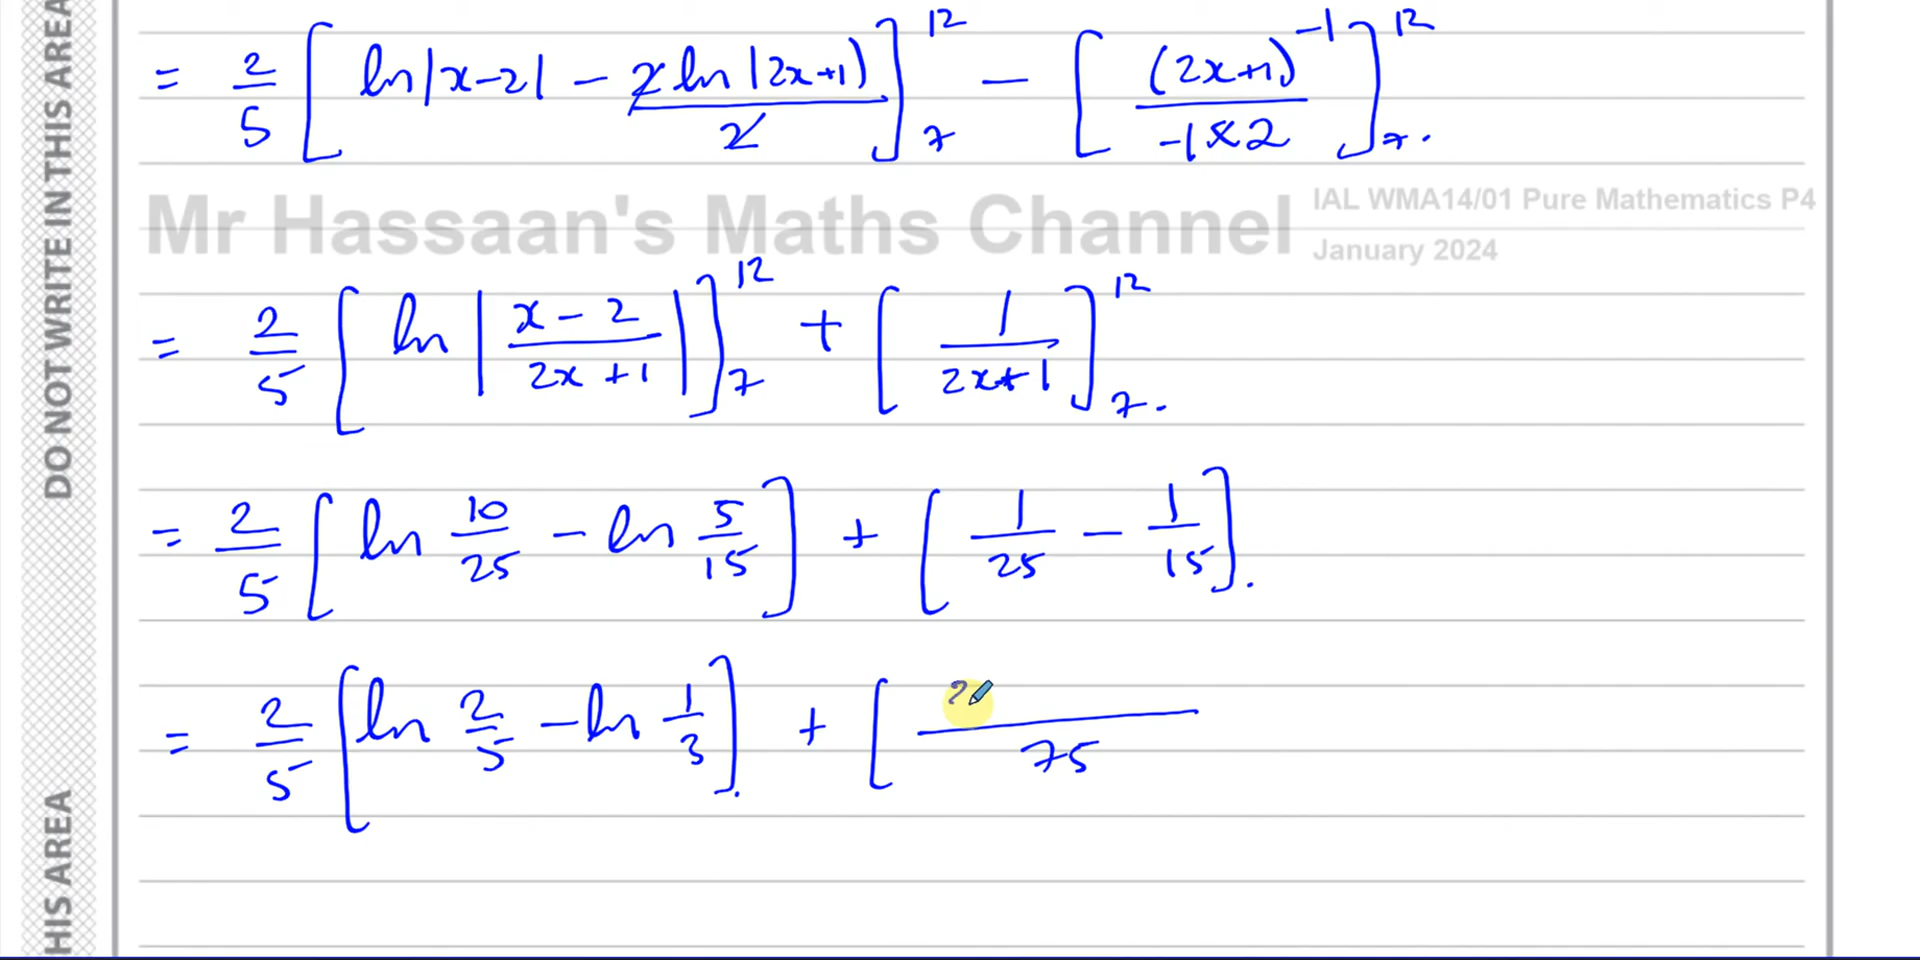 = 2/5 [ ln|x-2| - 2ln|2x+1|/2 ]₇¹² - [ (2x+1)⁻¹/-1×2 ]₇¹².
Mr Hassaan's Maths Channel
IAL WMA14/01 Pure Mathematics P4
January 2024
= 2/5 [ ln |x-2/2x+1| ]₇¹² + [ 1/2x+1 ]₇¹².
= 2/5 [ ln 10/25 - ln 5/15 ] + [ 1/25 - 1/15 ].
= 2/5 [ ln 2/5 - ln 1/3 ]. + [ /75
DO NOT WRITE IN THIS AREA
HIS AREA